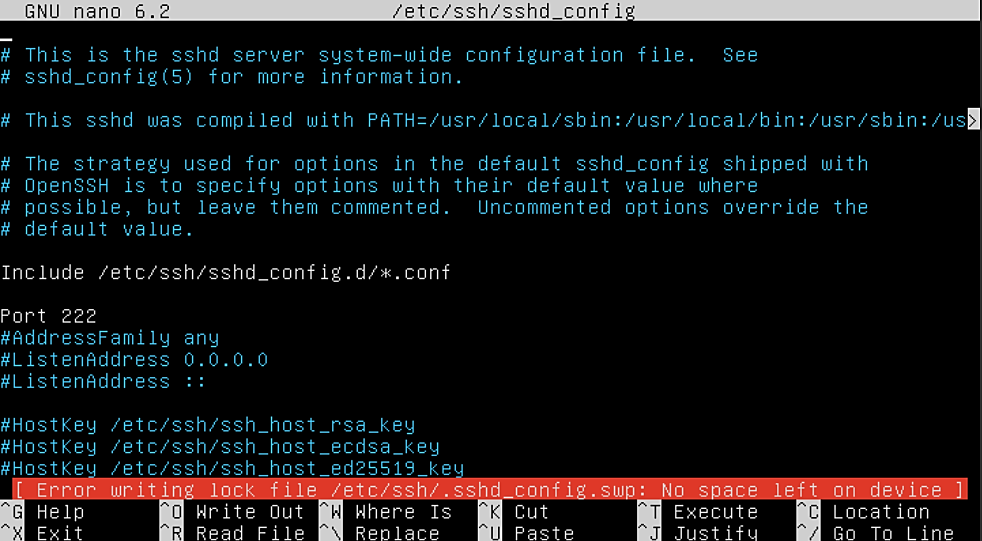 GNU nano 6.2 /etc/ssh/sshd_config
# This is the sshd server system-wide configuration file.  See
# sshd_config(5) for more information.
# This sshd was compiled with PATH=/usr/local/sbin:/usr/local/bin:/usr/sbin:/us>
# The strategy used for options in the default sshd_config shipped with
# OpenSSH is to specify options with their default value where
# possible, but leave them commented.  Uncommented options override the
# default value.
Include /etc/ssh/sshd_config.d/*.conf
Port 222
#AddressFamily any
#ListenAddress 0.0.0.0
#ListenAddress ::
#HostKey /etc/ssh/ssh_host_rsa_key
#HostKey /etc/ssh/ssh_host_ecdsa_key
#HostKey /etc/ssh/ssh_host_ed25519_key
[ Error writing lock file /etc/ssh/.sshd_config.swp: No space left on device ]
^G Help ^O Write Out ^W Where Is ^K Cut ^T Execute ^C Location
^X Exit ^R Read File ^\ Replace ^U Paste ^J Justify ^/ Go To Line